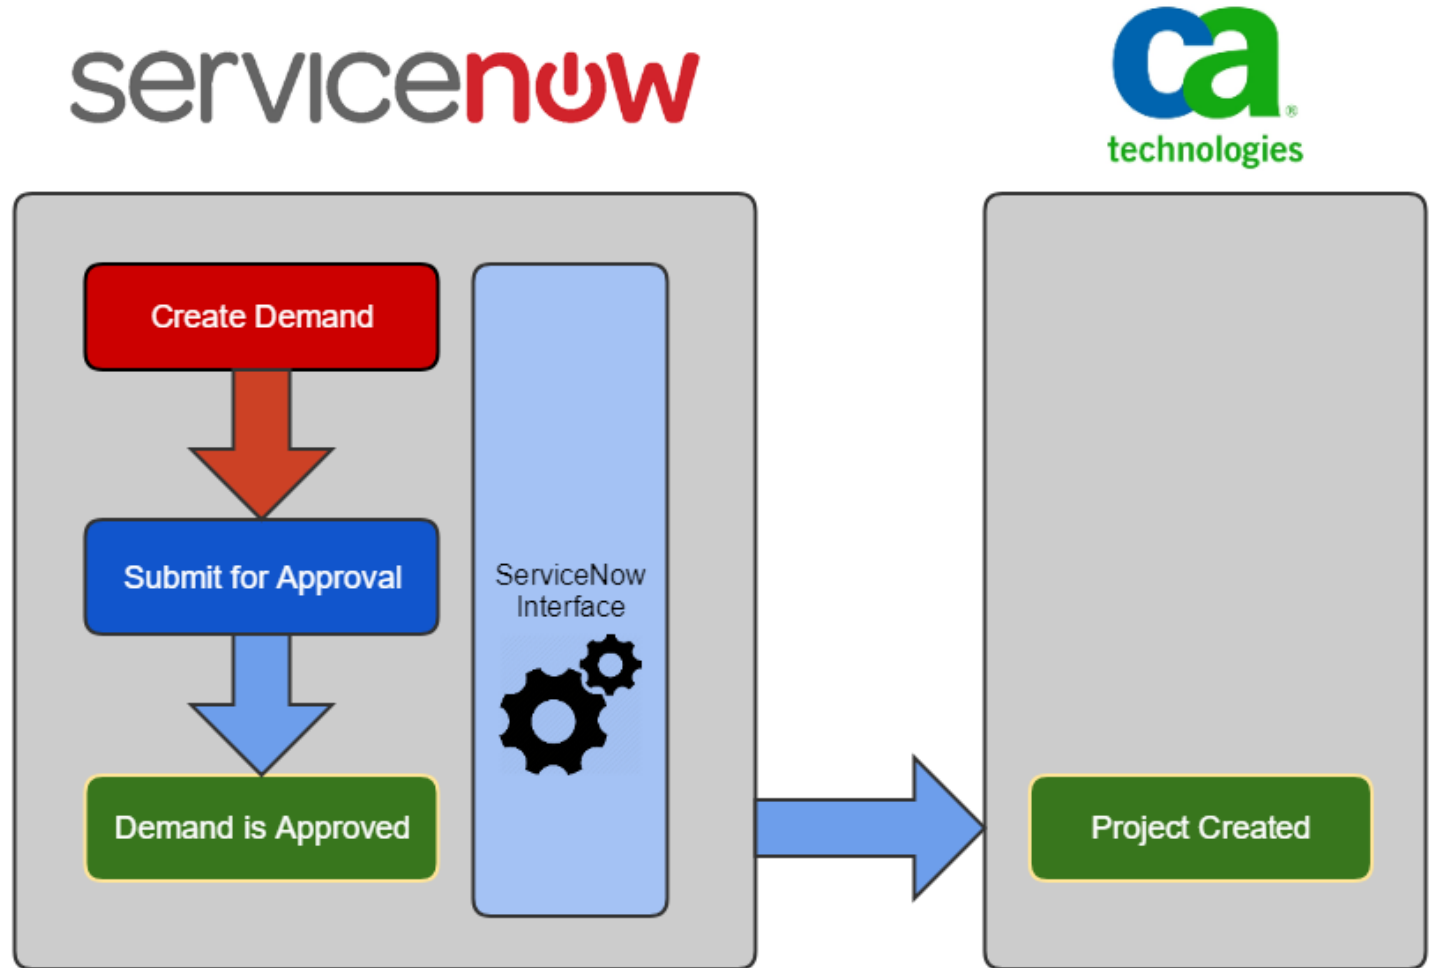 servicenow
ca
®
technologies
Create Demand
Submit for Approval
ServiceNow
Interface
Demand is Approved
Project Created